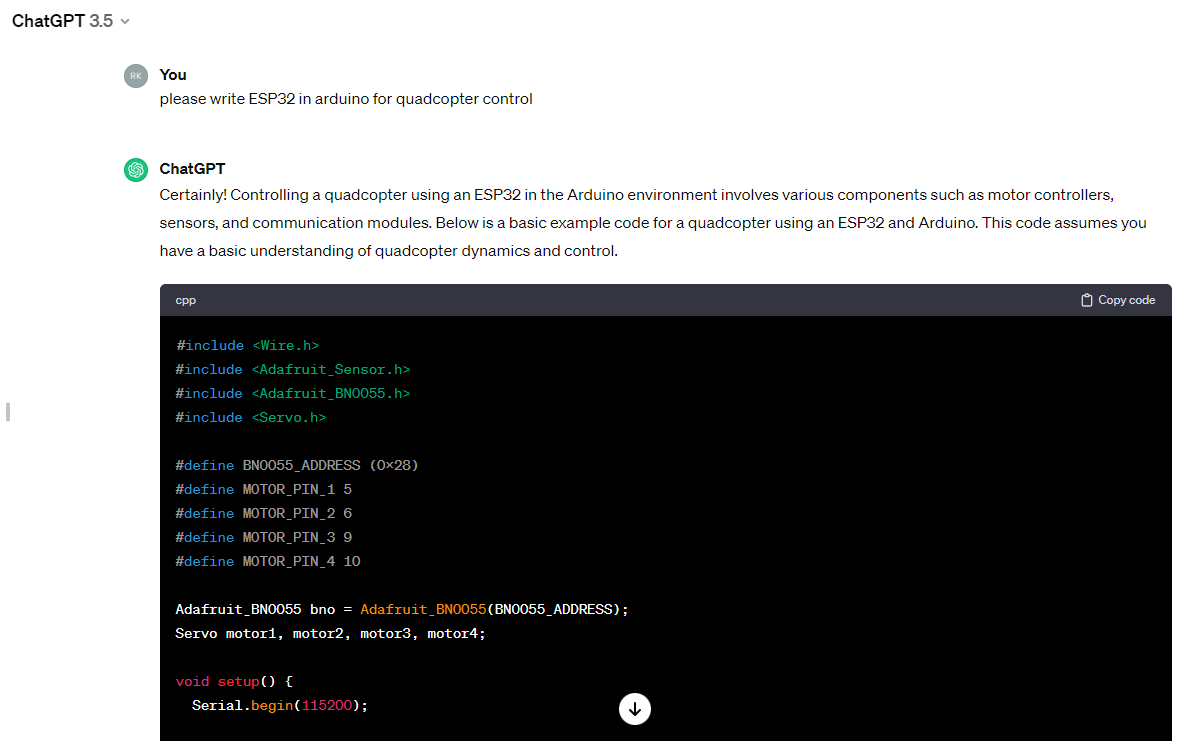 ChatGPT 3.5
RK
You
please write ESP32 in arduino for quadcopter control
ChatGPT
Certainly! Controlling a quadcopter using an ESP32 in the Arduino environment involves various components such as motor controllers,
sensors, and communication modules. Below is a basic example code for a quadcopter using an ESP32 and Arduino. This code assumes you
have a basic understanding of quadcopter dynamics and control.
cpp Copy code
#include <Wire.h>
#include <Adafruit_Sensor.h>
#include <Adafruit_BNO055.h>
#include <Servo.h>
#define BNO055_ADDRESS (0x28)
#define MOTOR_PIN_1 5
#define MOTOR_PIN_2 6
#define MOTOR_PIN_3 9
#define MOTOR_PIN_4 10
Adafruit_BNO055 bno = Adafruit_BNO055(BNO055_ADDRESS);
Servo motor1, motor2, motor3, motor4;
void setup() {
Serial.begin(115200);